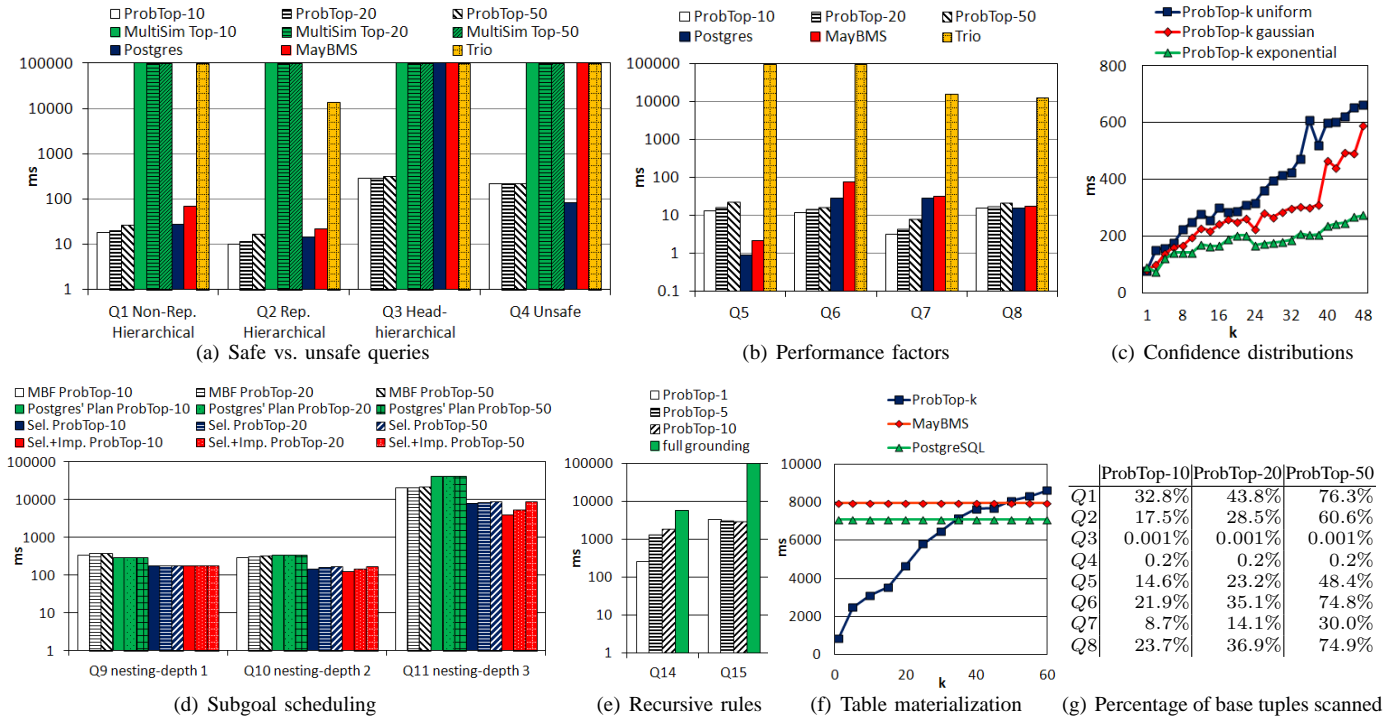 ProbTop-10 ProbTop-20 ProbTop-50
MultiSim Top-10 MultiSim Top-20 MultiSim Top-50
Postgres MayBMS Trio
100000
10000
1000
100
10
1
ms
Q1 Non-Rep. Hierarchical
Q2 Rep. Hierarchical
Q3 Head-hierarchical
Q4 Unsafe
(a) Safe vs. unsafe queries
ProbTop-10 ProbTop-20 ProbTop-50
Postgres MayBMS Trio
100000
10000
1000
100
10
1
0.1
ms
Q5 Q6 Q7 Q8
(b) Performance factors
ProbTop-k uniform
ProbTop-k gaussian
ProbTop-k exponential
800
600
400
200
0
ms
1 8 16 24 32 40 48
k
(c) Confidence distributions
MBF ProbTop-10 MBF ProbTop-20 MBF ProbTop-50
Postgres' Plan ProbTop-10 Postgres' Plan ProbTop-20 Postgres' Plan ProbTop-50
Sel. ProbTop-10 Sel. ProbTop-20 Sel. ProbTop-50
Sel.+Imp. ProbTop-10 Sel.+Imp. ProbTop-20 Sel.+Imp. ProbTop-50
100000
10000
1000
100
10
1
ms
Q9 nesting-depth 1 Q10 nesting-depth 2 Q11 nesting-depth 3
(d) Subgoal scheduling
ProbTop-1
ProbTop-5
ProbTop-10
full grounding
100000
10000
1000
100
10
1
ms
Q14 Q15
(e) Recursive rules
ProbTop-k
MayBMS
PostgreSQL
10000
8000
6000
4000
2000
0
ms
0 10 20 30 40 50 60
k
(f) Table materialization
ProbTop-10 ProbTop-20 ProbTop-50
Q1 32.8% 43.8% 76.3%
Q2 17.5% 28.5% 60.6%
Q3 0.001% 0.001% 0.001%
Q4 0.2% 0.2% 0.2%
Q5 14.6% 23.2% 48.4%
Q6 21.9% 35.1% 74.8%
Q7 8.7% 14.1% 30.0%
Q8 23.7% 36.9% 74.9%
(g) Percentage of base tuples scanned